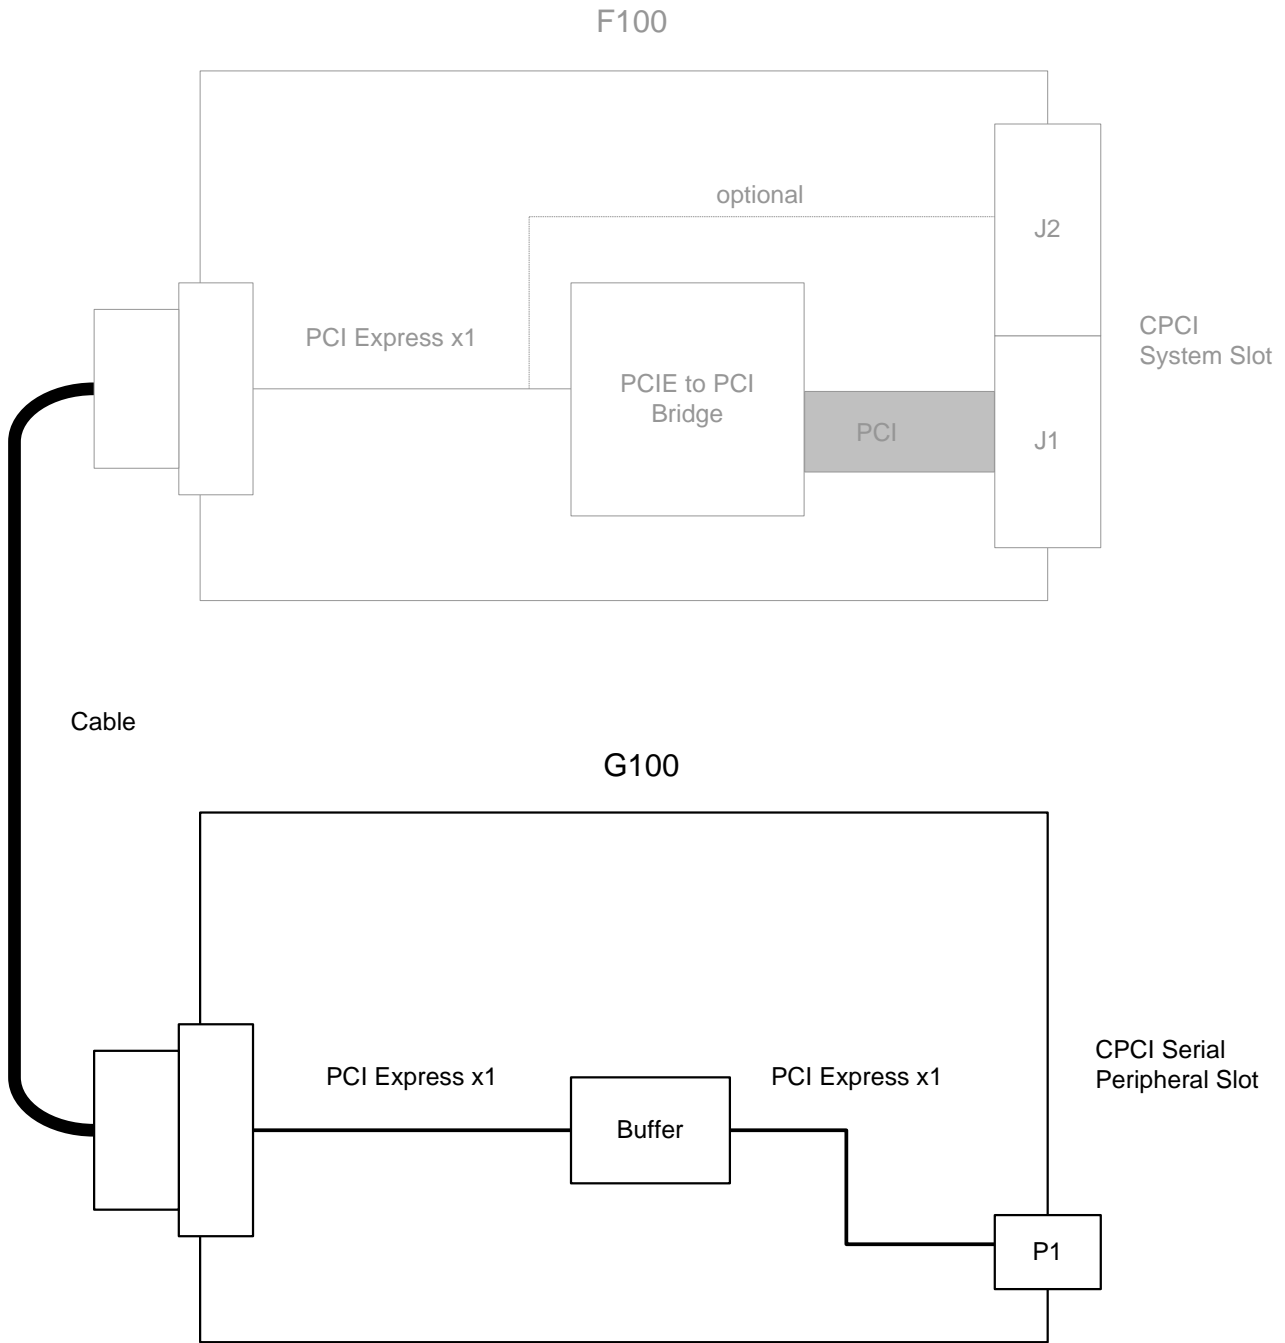 F100
optional
J2
PCI Express x1
CPCI
System Slot
PCIE to PCI
Bridge
PCI
J1
Cable
G100
CPCI Serial
Peripheral Slot
PCI Express x1
PCI Express x1
Buffer
P1